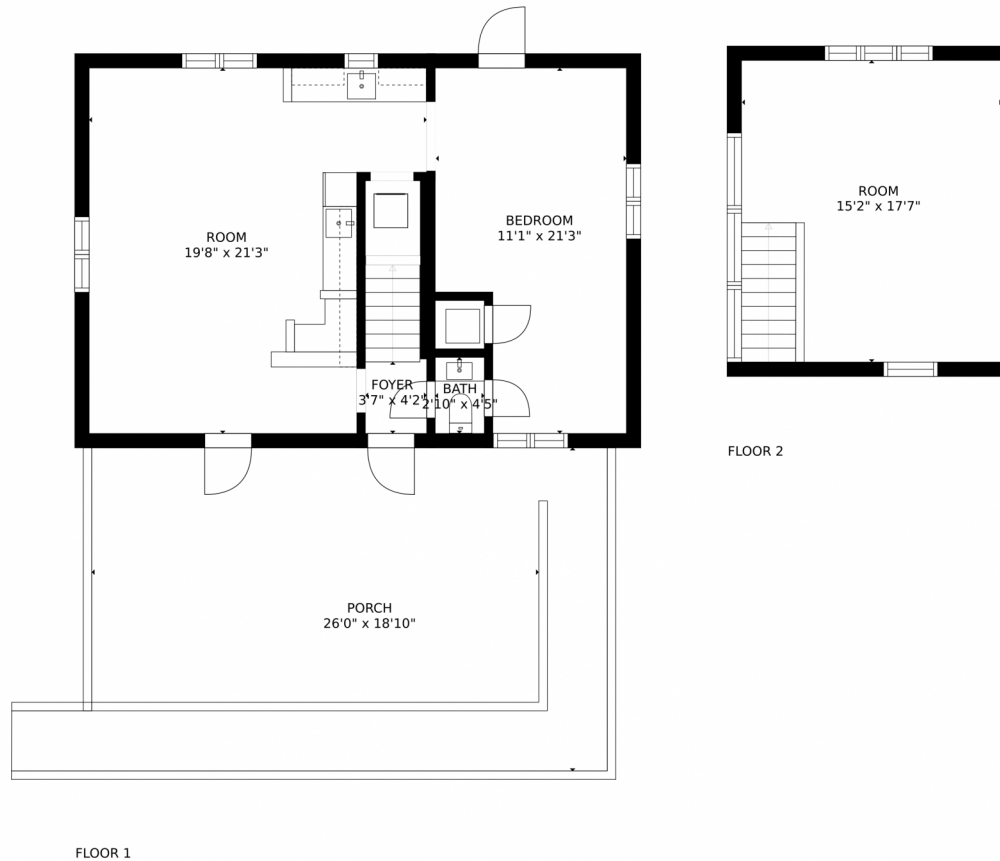 ROOM
19'8" x 21'3"
BEDROOM
11'1" x 21'3"
FOYER
3'7" x 4'2"
BATH
2'10" x 4'5"
PORCH
26'0" x 18'10"
FLOOR 1
ROOM
15'2" x 17'7"
FLOOR 2